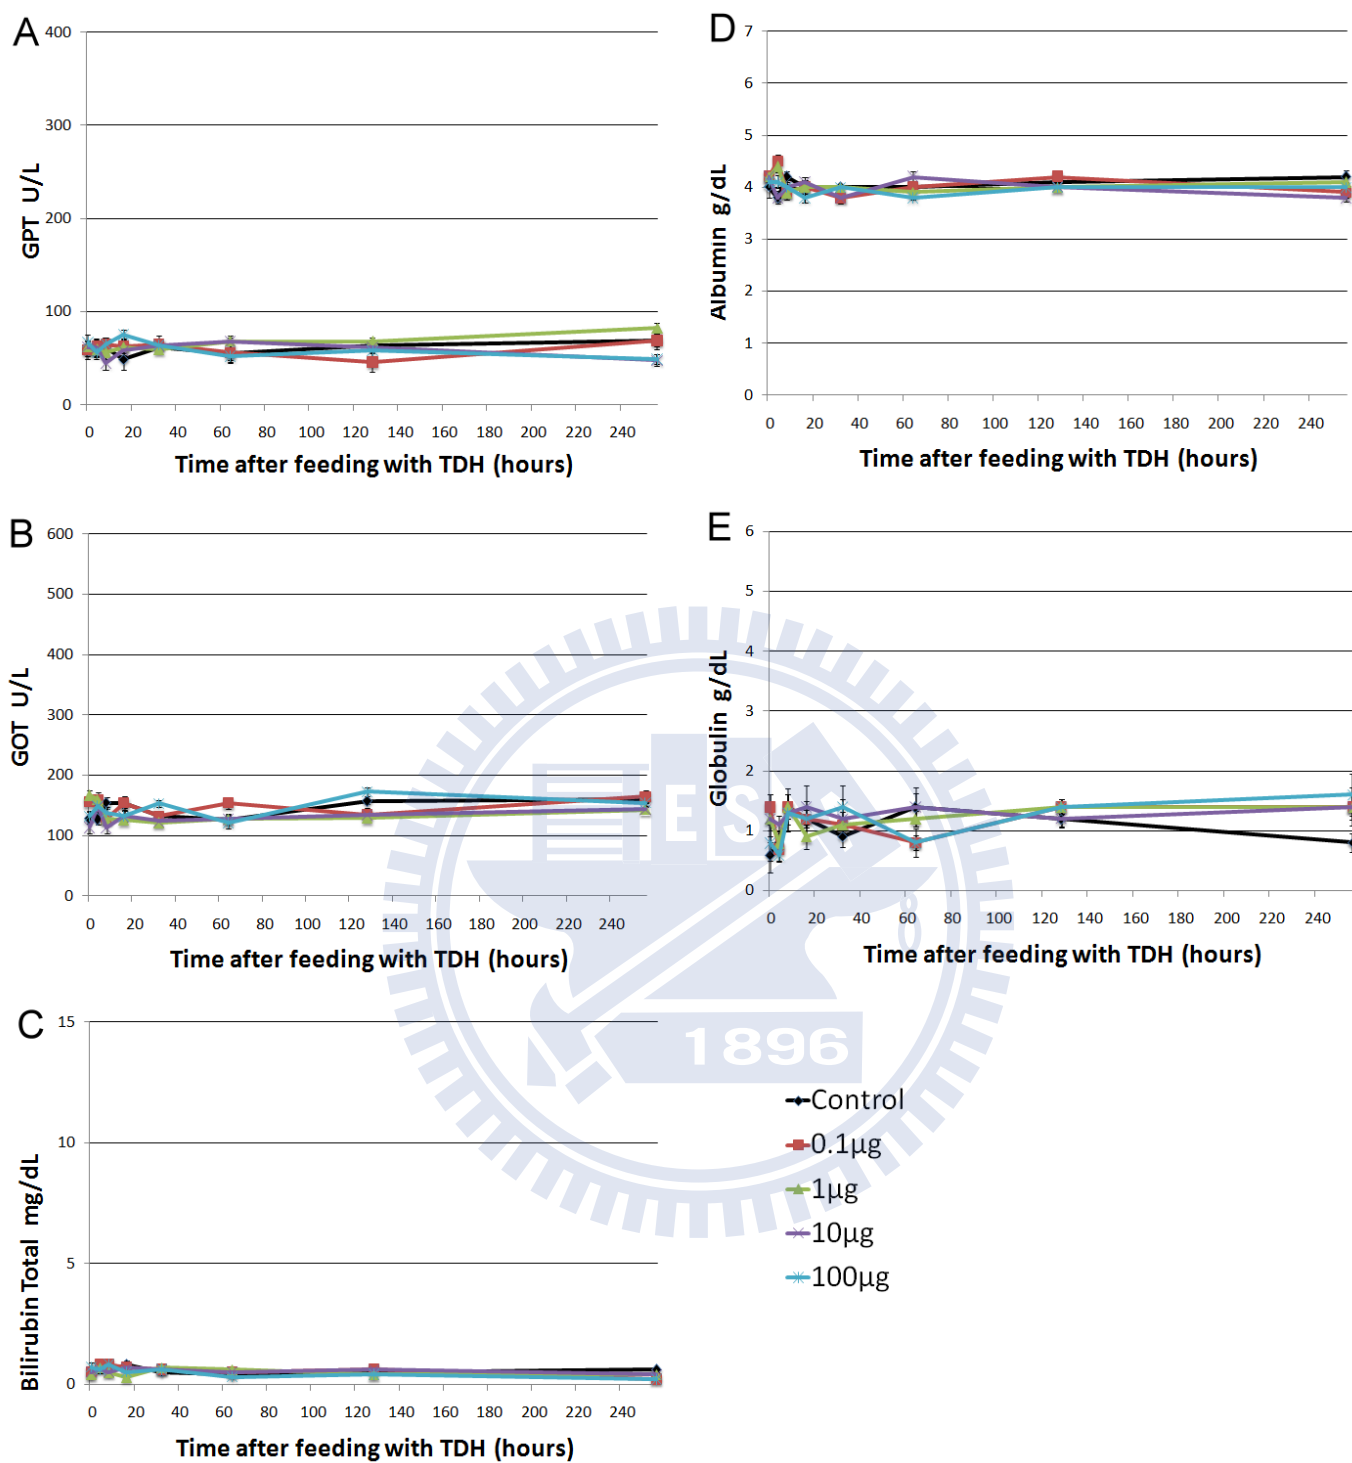 A
400
300
200
100
0
GPT U/L
0 20 40 60 80 100 120 140 160 180 200 220 240
Time after feeding with TDH (hours)
D
7
6
5
4
3
2
1
0
Albumin g/dL
0 20 40 60 80 100 120 140 160 180 200 220 240
Time after feeding with TDH (hours)
B
600
500
400
300
200
100
0
GOT U/L
0 20 40 60 80 100 120 140 160 180 200 220 240
Time after feeding with TDH (hours)
E
6
5
4
3
2
1
0
Globulin g/dL
0 20 40 60 80 100 120 140 160 180 200 220 240
Time after feeding with TDH (hours)
C
15
10
5
0
Bilirubin Total mg/dL
0 20 40 60 80 100 120 140 160 180 200 220 240
Time after feeding with TDH (hours)
Control
0.1µg
1µg
10µg
100µg
ES
1896